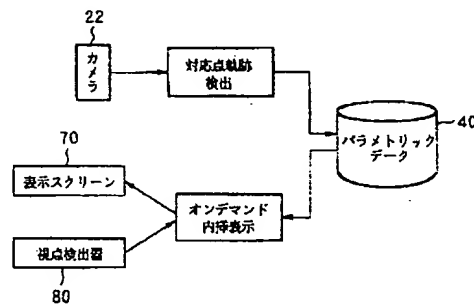 22
カメラ
対応点軌跡
検出
40
パラメトリック
データ
70
表示スクリーン
オンデマンド
内挿表示
視点検出器
80